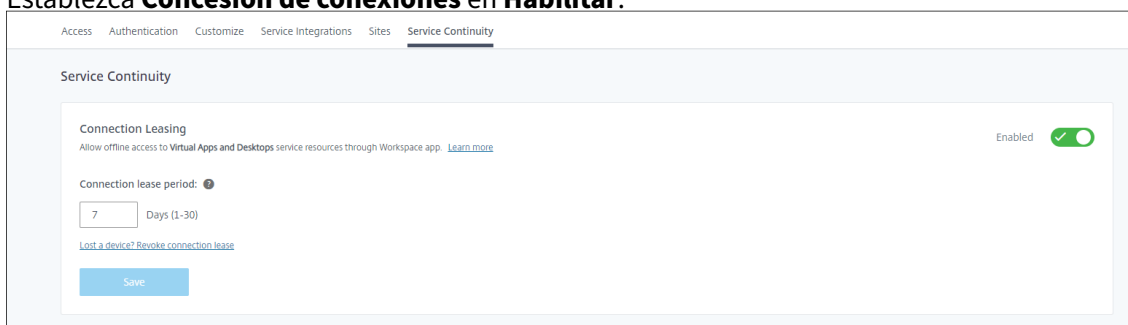 Establezca Concesión de conexiones en Habilitar.
Access Authentication Customize Service Integrations Sites Service Continuity
Service Continuity
Connection Leasing
Allow offline access to Virtual Apps and Desktops service resources through Workspace app. Learn more
Enabled
Connection lease period: ?
7 Days (1-30)
Lost a device? Revoke connection lease
Save